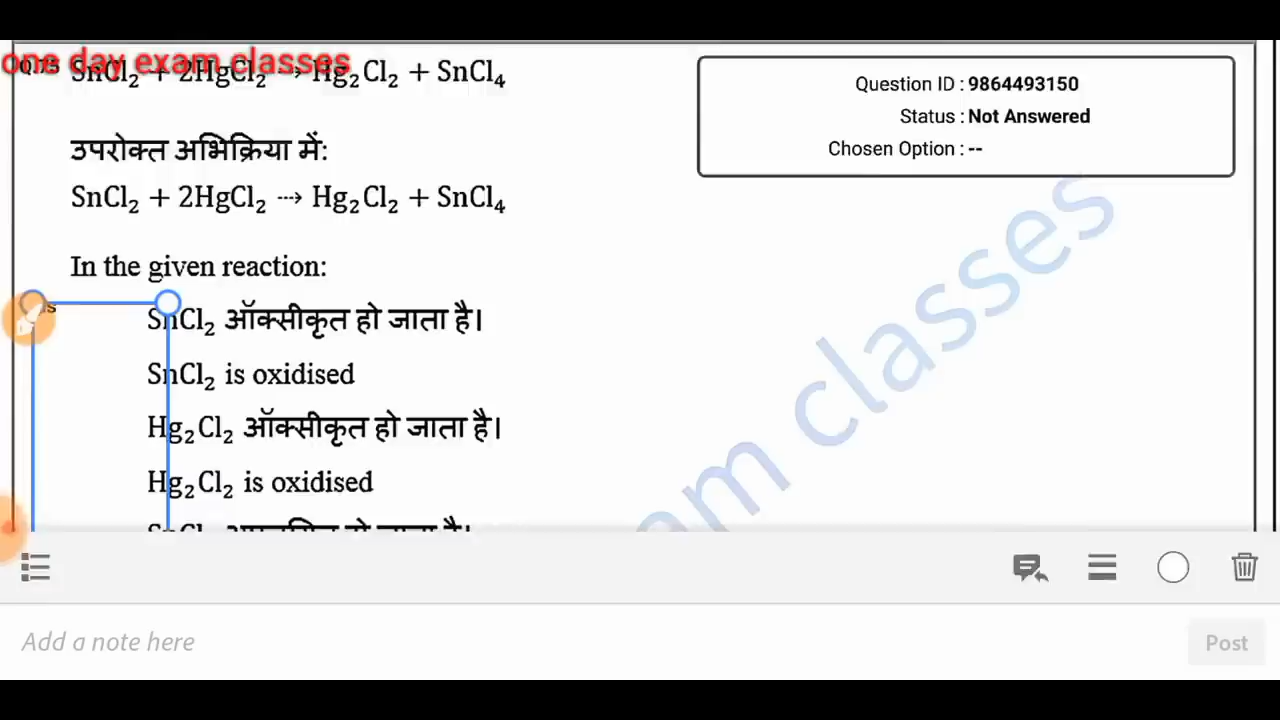 one day exam classes
SnCl₂ + 2HgCl₂ ⇢ Hg₂Cl₂ + SnCl₄
Question ID : 9864493150
Status : Not Answered
Chosen Option : --
उपरोक्त अभिक्रिया में:
SnCl₂ + 2HgCl₂ ⇢ Hg₂Cl₂ + SnCl₄
In the given reaction:
SnCl₂ ऑक्सीकृत हो जाता है।
SnCl₂ is oxidised
Hg₂Cl₂ ऑक्सीकृत हो जाता है।
Hg₂Cl₂ is oxidised
am classes
Add a note here
Post